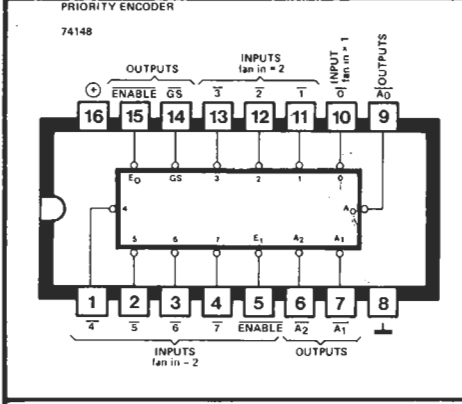 PRIORITY ENCODER
74148
INPUTS
fan in = 2
INPUT
fan in = 1
OUTPUTS
OUTPUTS
⊕ ENABLE GS 3 2 1 0 A0
16 15 14 13 12 11 10 9
E0 GS 3 2 1 0
4 A0
5 6 7 E1 A2 A1
1 2 3 4 5 6 7 8
4 5 6 7 ENABLE A2 A1
INPUTS
fan in = 2
OUTPUTS